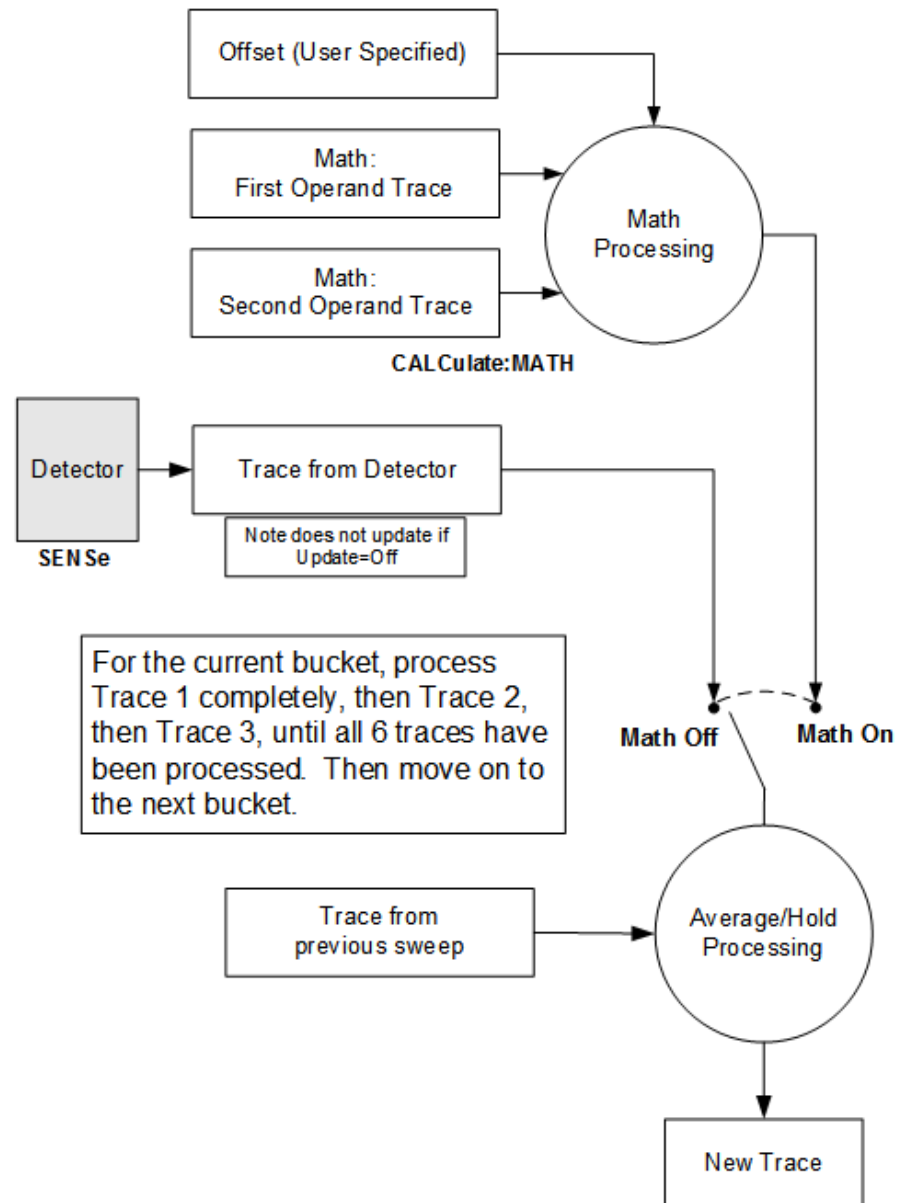 Offset (User Specified)
Math:
First Operand Trace
Math
Processing
Math:
Second Operand Trace
CALCulate:MATH
Detector
Trace from Detector
SENSe
Note does not update if
Update=Off
For the current bucket, process
Trace 1 completely, then Trace 2,
then Trace 3, until all 6 traces have
been processed.  Then move on to
the next bucket.
Math Off
Math On
Trace from
previous sweep
Average/Hold
Processing
New Trace